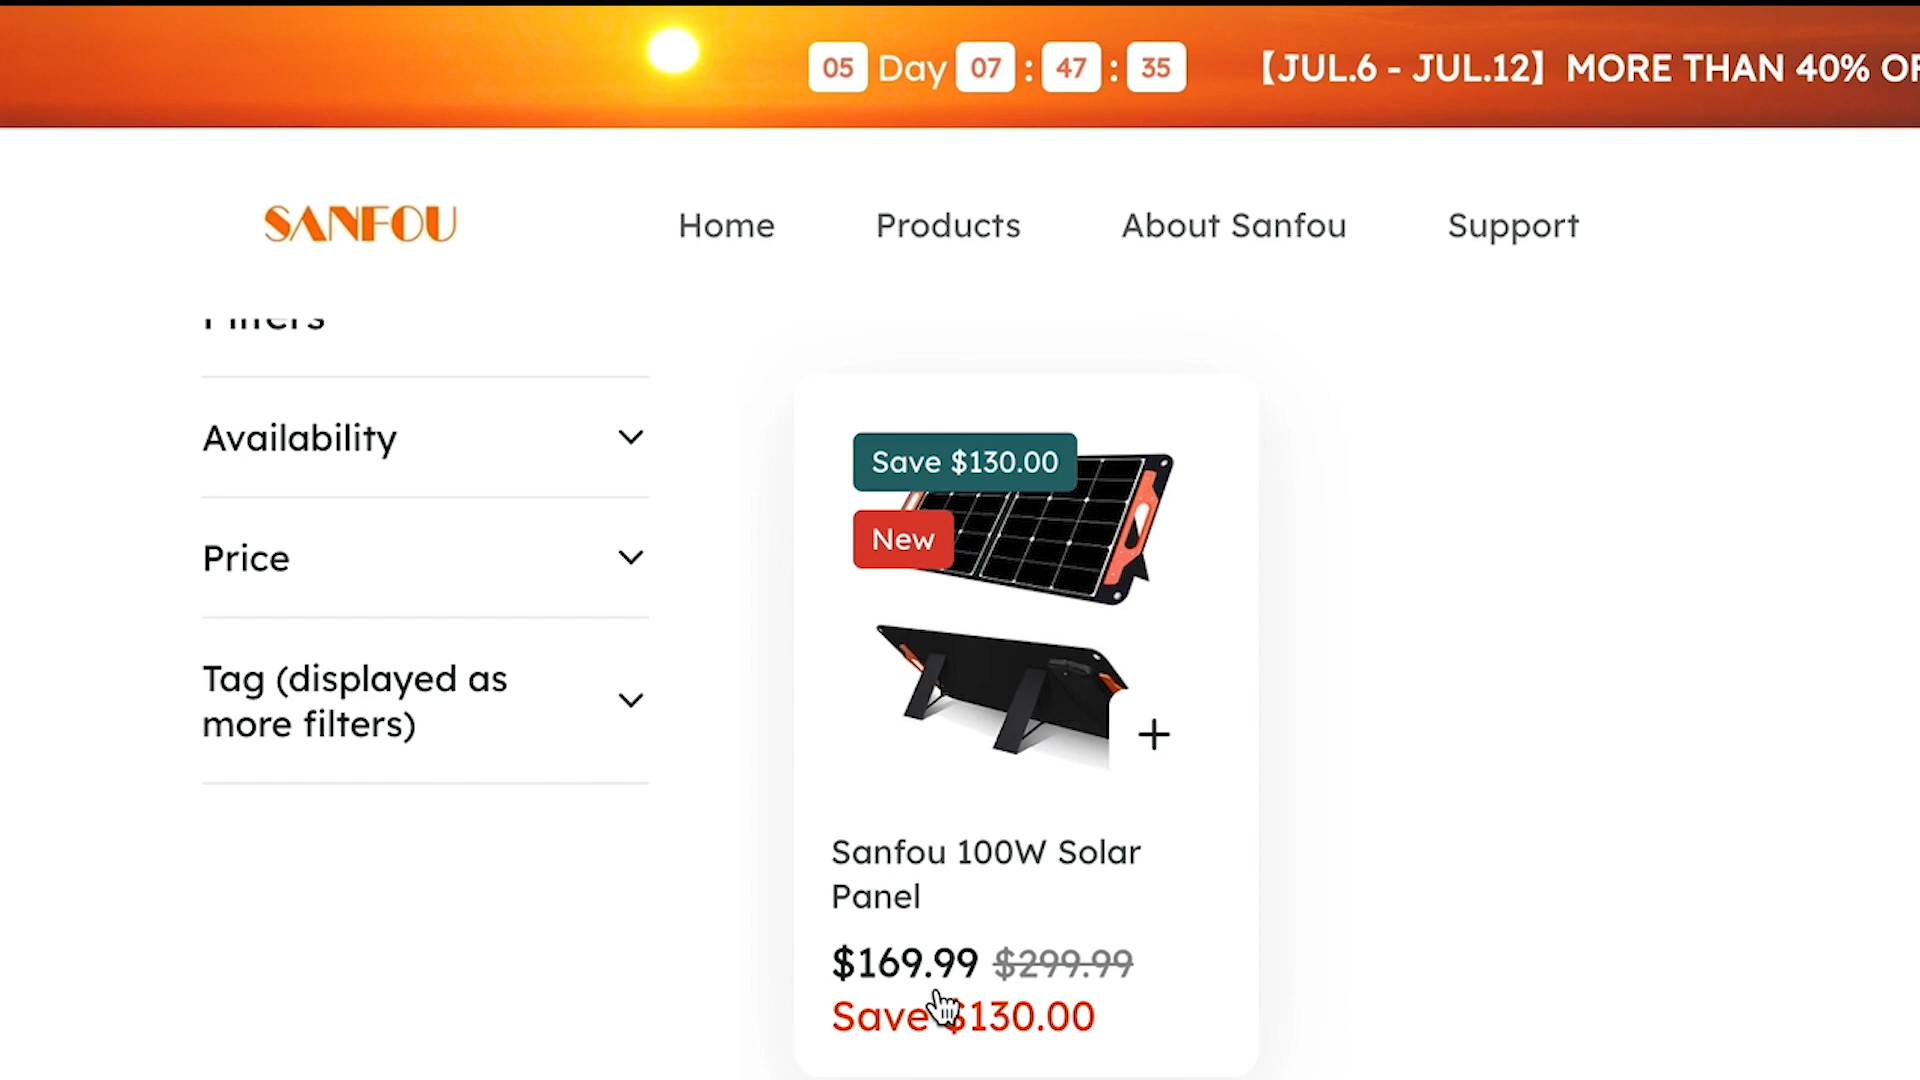 05 Day 07 : 47 : 35 【JUL.6 - JUL.12】 MORE THAN 40% OF
SANFOU
Home Products About Sanfou Support
Filters
Availability
Price
Tag (displayed as
more filters)
Save $130.00
New
Sanfou 100W Solar
Panel
$169.99 $299.99
Save $130.00